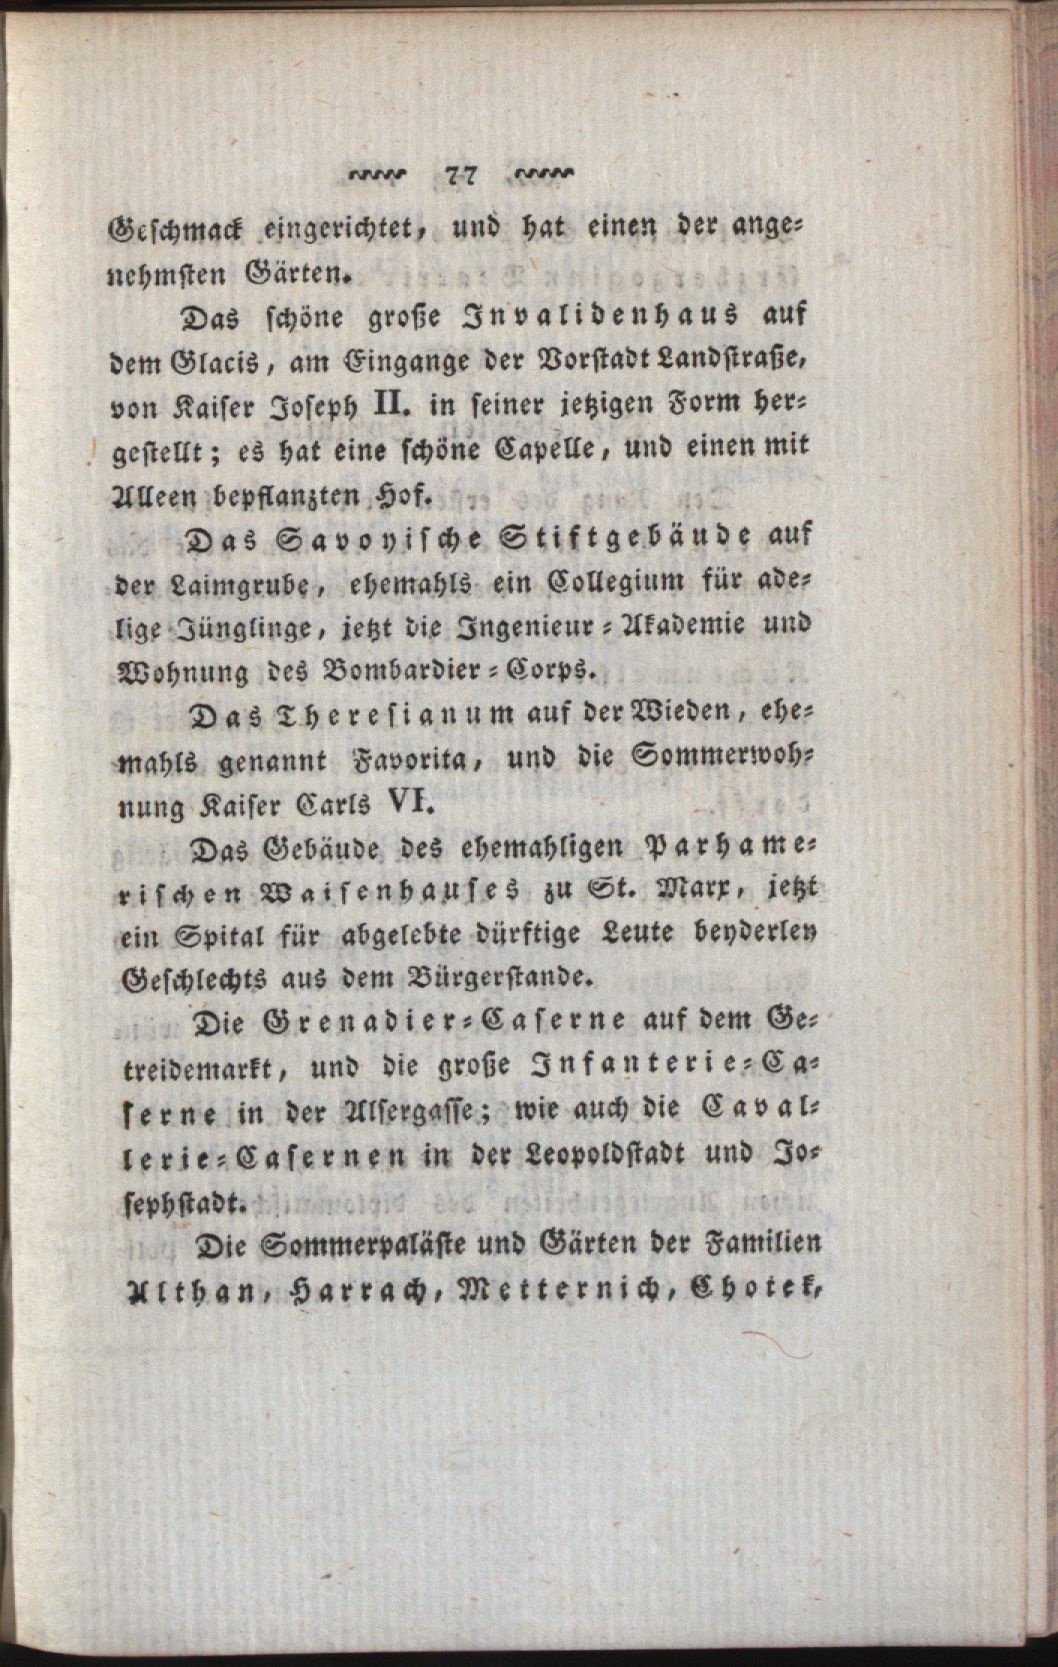 77
Geschmack eingerichtet, und hat einen der ange-
nehmsten Gärten.
Das schöne große Invalidenhaus auf
dem Glacis, am Eingange der Vorstadt Landstraße,
von Kaiser Joseph II. in seiner jetzigen Form her-
gestellt; es hat eine schöne Capelle, und einen mit
Alleen bepflanzten Hof.
Das Savoyische Stiftgebäude auf
der Laimgrube, ehemahls ein Collegium für ade-
lige Jünglinge, jetzt die Ingenieur-Akademie und
Wohnung des Bombardier-Corps.
Das Theresianum auf der Wieden, ehe-
mahls genannt Favorita, und die Sommerwoh-
nung Kaiser Carls VI.
Das Gebäude des ehemahligen Parhame-
rischen Waisenhauses zu St. Marx, jetzt
ein Spital für abgelebte dürftige Leute beyderley
Geschlechts aus dem Bürgerstande.
Die Grenadier-Caserne auf dem Ge-
treidemarkt, und die große Infanterie-Ca-
serne in der Alsergasse; wie auch die Caval-
lerie-Casernen in der Leopoldstadt und Jo-
sephstadt.
Die Sommerpaläste und Gärten der Familien
Althan, Harrach, Metternich, Chotek,